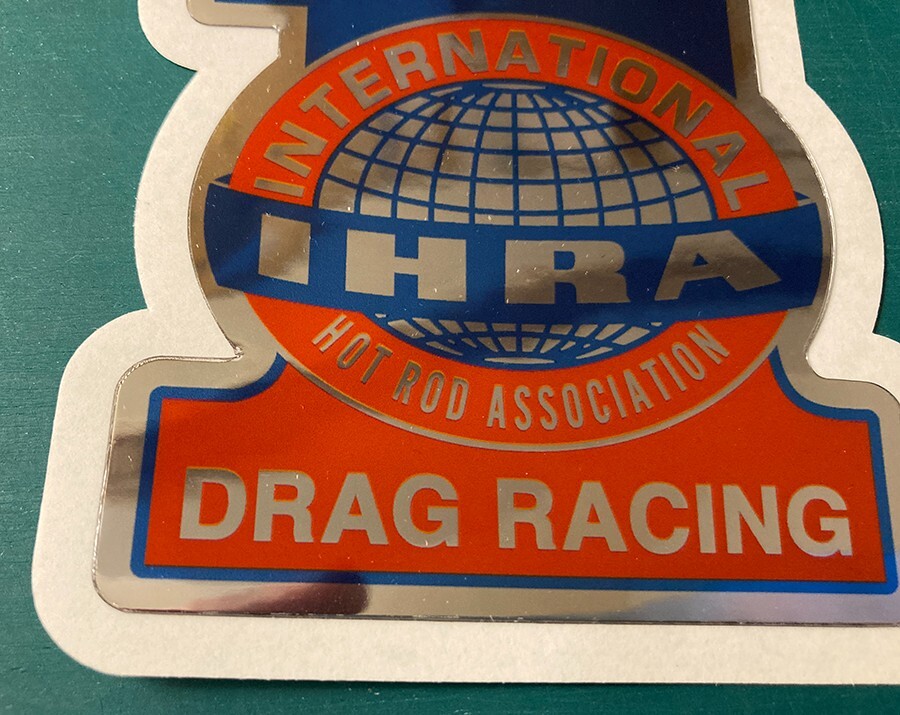 INTERNATIONAL
IHRA
HOT ROD ASSOCIATION
DRAG RACING